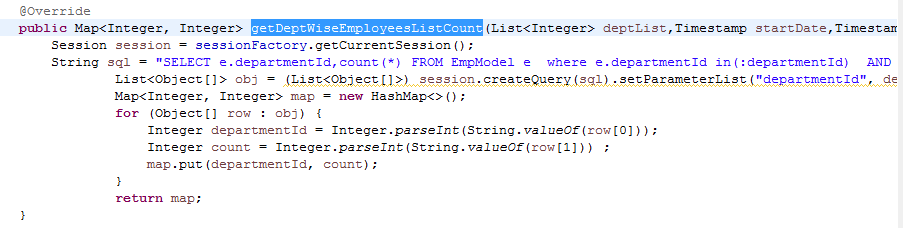 @Override
public Map<Integer, Integer> getDeptWiseEmployeesListCount(List<Integer> deptList,Timestamp startDate,Timestam
Session session = sessionFactory.getCurrentSession();
String sql = "SELECT e.departmentId,count(*) FROM EmpModel e  where e.departmentId in(:departmentId)  AND
List<Object[]> obj = (List<Object[]>) session.createQuery(sql).setParameterList("departmentId", de
Map<Integer, Integer> map = new HashMap<>();
for (Object[] row : obj) {
Integer departmentId = Integer.parseInt(String.valueOf(row[0]));
Integer count = Integer.parseInt(String.valueOf(row[1])) ;
map.put(departmentId, count);
}
return map;
}